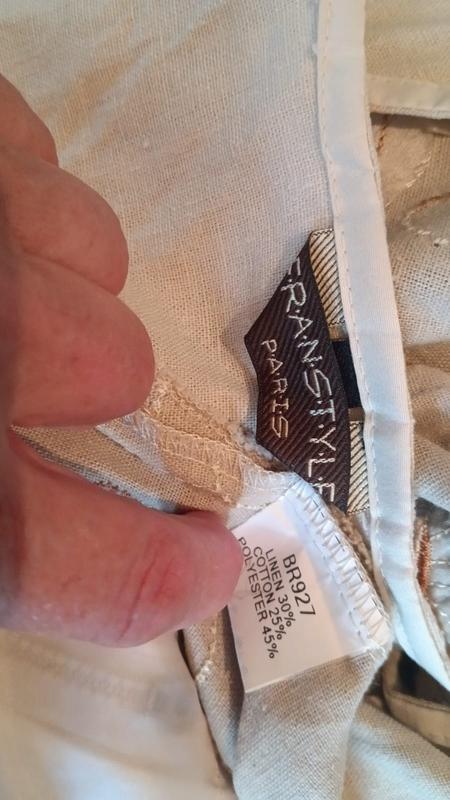 FRANSTYLE
PARIS
BR927
LINEN 30%
COTTON 25%
POLYESTER 45%